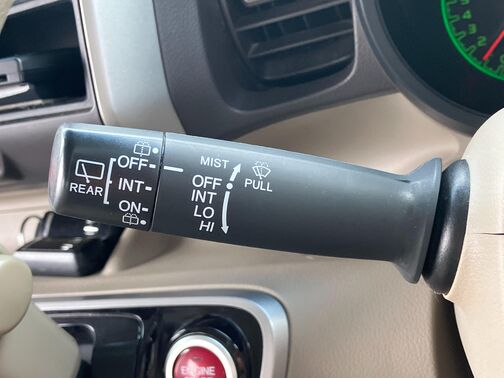 OFF
INT
ON
REAR
MIST
OFF
INT
LO
HI
PULL
ENGINE